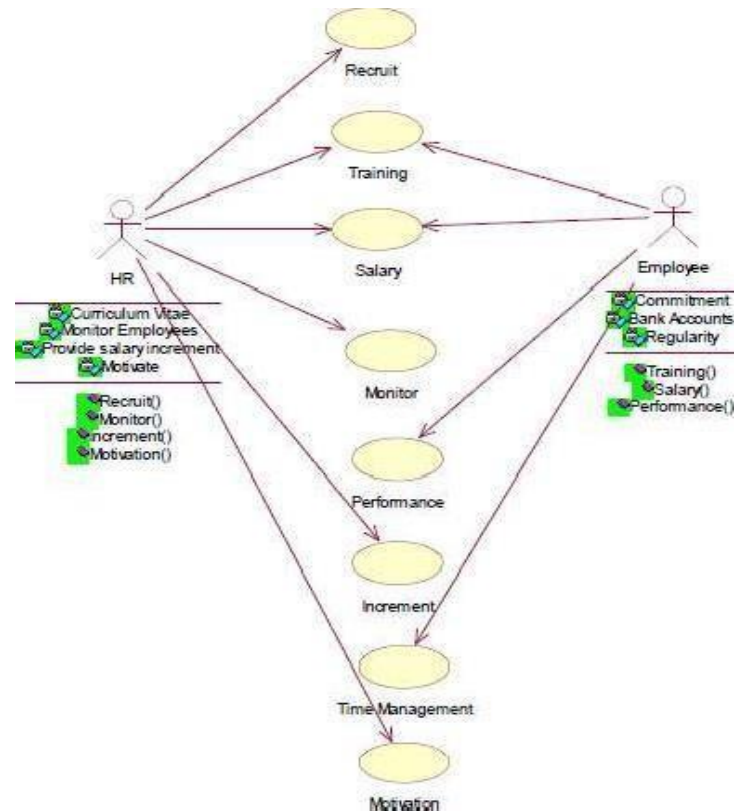 Recruit
Training
Salary
HR
Employee
Curriculum Vitae
Monitor Employees
Provide salary increment
Motivate
Recruit()
Monitor()
Increment()
Motivation()
Commitment
Bank Accounts
Regularity
Training()
Salary()
Performance()
Monitor
Performance
Increment
Time Management
Motivation